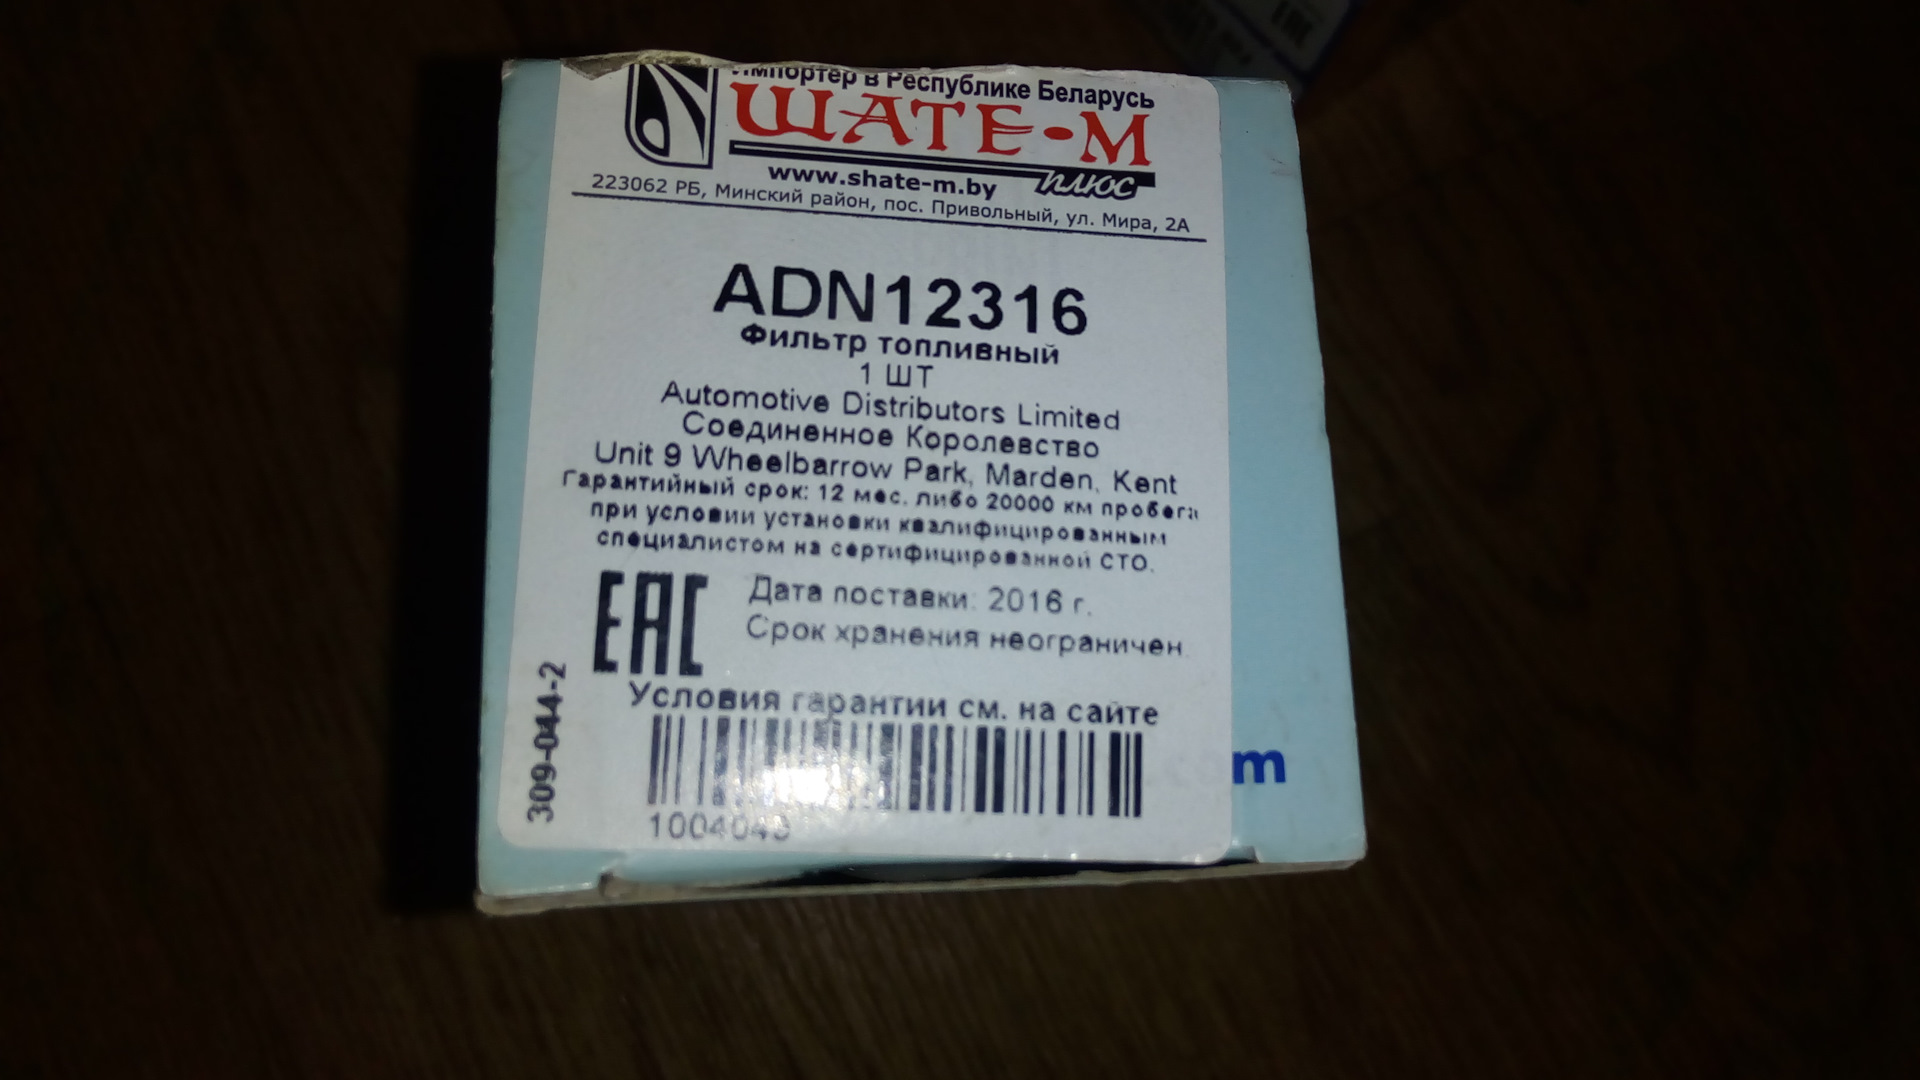 Импортер в Республике Беларусь
ШАТЕ-М
плюс
www.shate-m.by
223062 РБ, Минский район, пос. Привольный, ул. Мира, 2А
ADN12316
Фильтр топливный
1 ШТ
Automotive Distributors Limited
Соединенное Королевство
Unit 9 Wheelbarrow Park, Marden, Kent
Гарантийный срок: 12 мес. либо 20000 км пробега
при условии установки квалифицированным
специалистом на сертифицированной СТО.
EAC
Дата поставки: 2016 г.
Срок хранения неограничен.
Условия гарантии см. на сайте
309-044-2
m